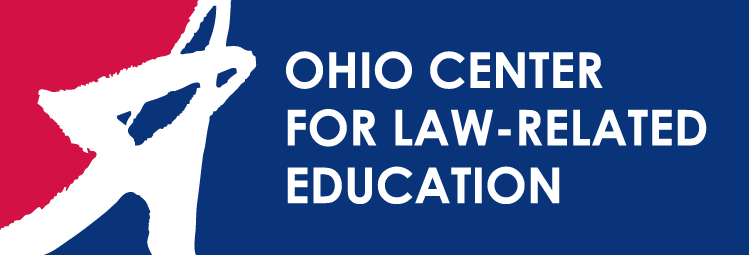 OHIO CENTER
FOR LAW-RELATED
EDUCATION